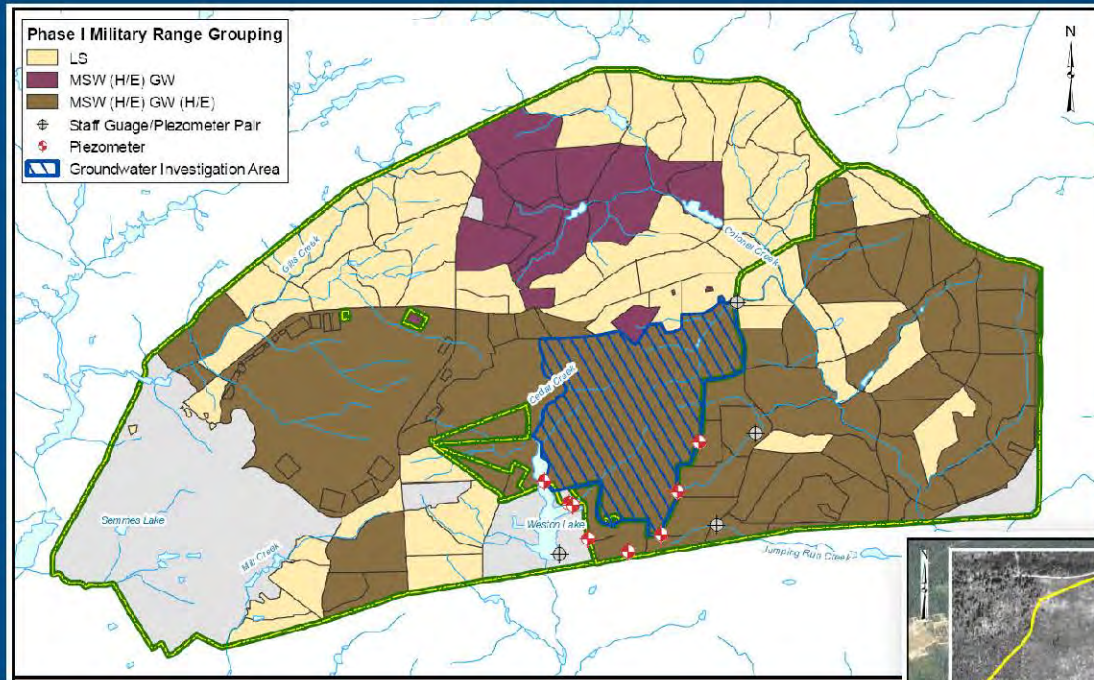 Phase I Military Range Grouping
LS
MSW (H/E) GW
MSW (H/E) GW (H/E)
Staff Guage/Piezometer Pair
Piezometer
Groundwater Investigation Area
N
Gills Creek
Colonel Creek
Cedar Creek
Semmes Lake
Weston Lake
Mill Creek
Jumping Run Creek